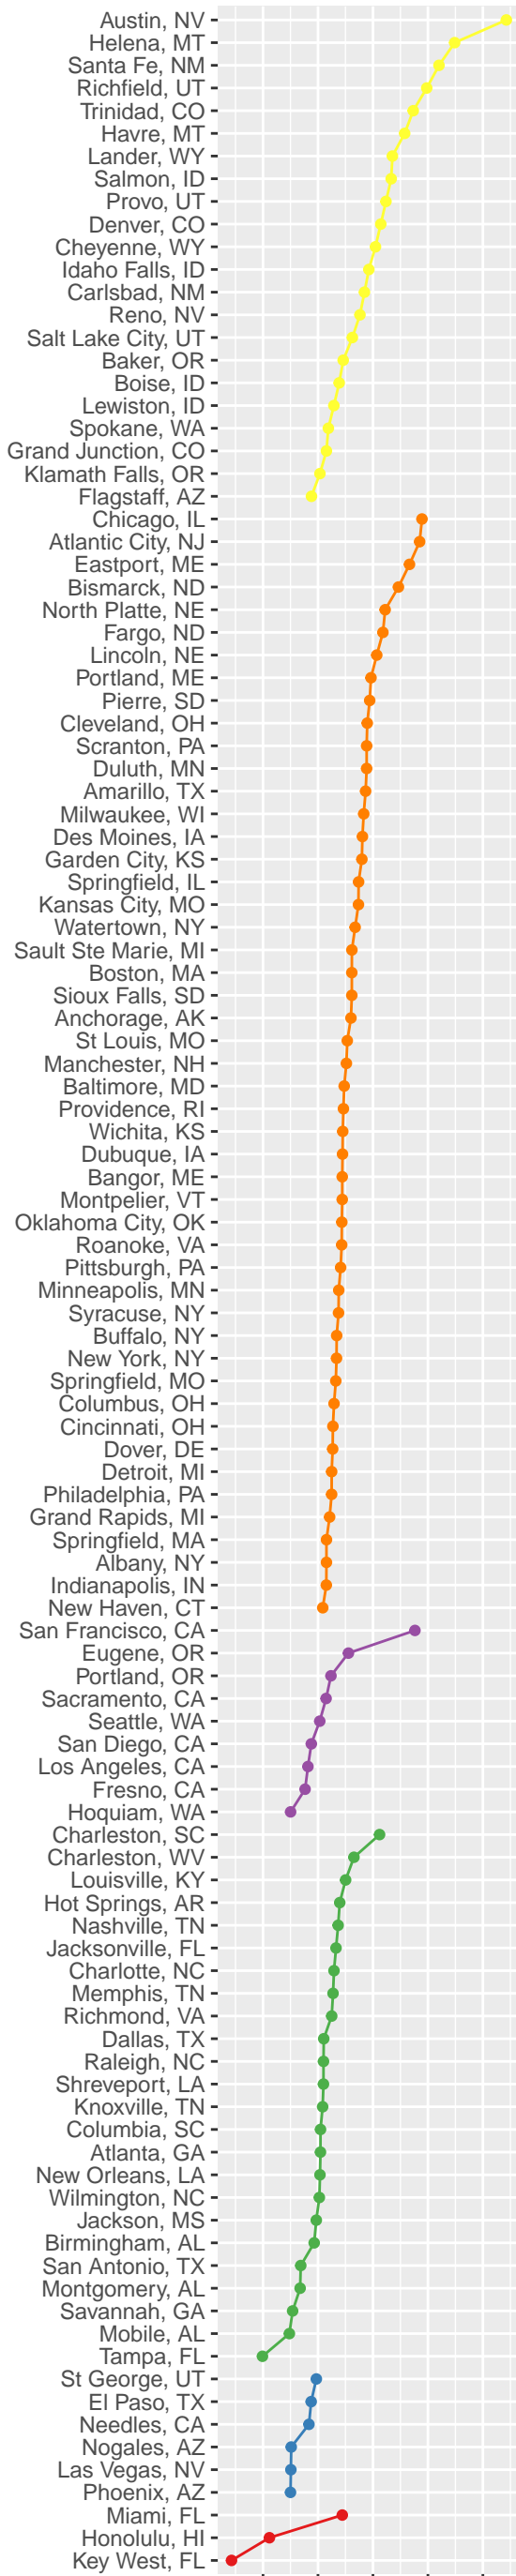 Austin, NV
Helena, MT
Santa Fe, NM
Richfield, UT
Trinidad, CO
Havre, MT
Lander, WY
Salmon, ID
Provo, UT
Denver, CO
Cheyenne, WY
Idaho Falls, ID
Carlsbad, NM
Reno, NV
Salt Lake City, UT
Baker, OR
Boise, ID
Lewiston, ID
Spokane, WA
Grand Junction, CO
Klamath Falls, OR
Flagstaff, AZ
Chicago, IL
Atlantic City, NJ
Eastport, ME
Bismarck, ND
North Platte, NE
Fargo, ND
Lincoln, NE
Portland, ME
Pierre, SD
Cleveland, OH
Scranton, PA
Duluth, MN
Amarillo, TX
Milwaukee, WI
Des Moines, IA
Garden City, KS
Springfield, IL
Kansas City, MO
Watertown, NY
Sault Ste Marie, MI
Boston, MA
Sioux Falls, SD
Anchorage, AK
St Louis, MO
Manchester, NH
Baltimore, MD
Providence, RI
Wichita, KS
Dubuque, IA
Bangor, ME
Montpelier, VT
Oklahoma City, OK
Roanoke, VA
Pittsburgh, PA
Minneapolis, MN
Syracuse, NY
Buffalo, NY
New York, NY
Springfield, MO
Columbus, OH
Cincinnati, OH
Dover, DE
Detroit, MI
Philadelphia, PA
Grand Rapids, MI
Springfield, MA
Albany, NY
Indianapolis, IN
New Haven, CT
San Francisco, CA
Eugene, OR
Portland, OR
Sacramento, CA
Seattle, WA
San Diego, CA
Los Angeles, CA
Fresno, CA
Hoquiam, WA
Charleston, SC
Charleston, WV
Louisville, KY
Hot Springs, AR
Nashville, TN
Jacksonville, FL
Charlotte, NC
Memphis, TN
Richmond, VA
Dallas, TX
Raleigh, NC
Shreveport, LA
Knoxville, TN
Columbia, SC
Atlanta, GA
New Orleans, LA
Wilmington, NC
Jackson, MS
Birmingham, AL
San Antonio, TX
Montgomery, AL
Savannah, GA
Mobile, AL
Tampa, FL
St George, UT
El Paso, TX
Needles, CA
Nogales, AZ
Las Vegas, NV
Phoenix, AZ
Miami, FL
Honolulu, HI
Key West, FL